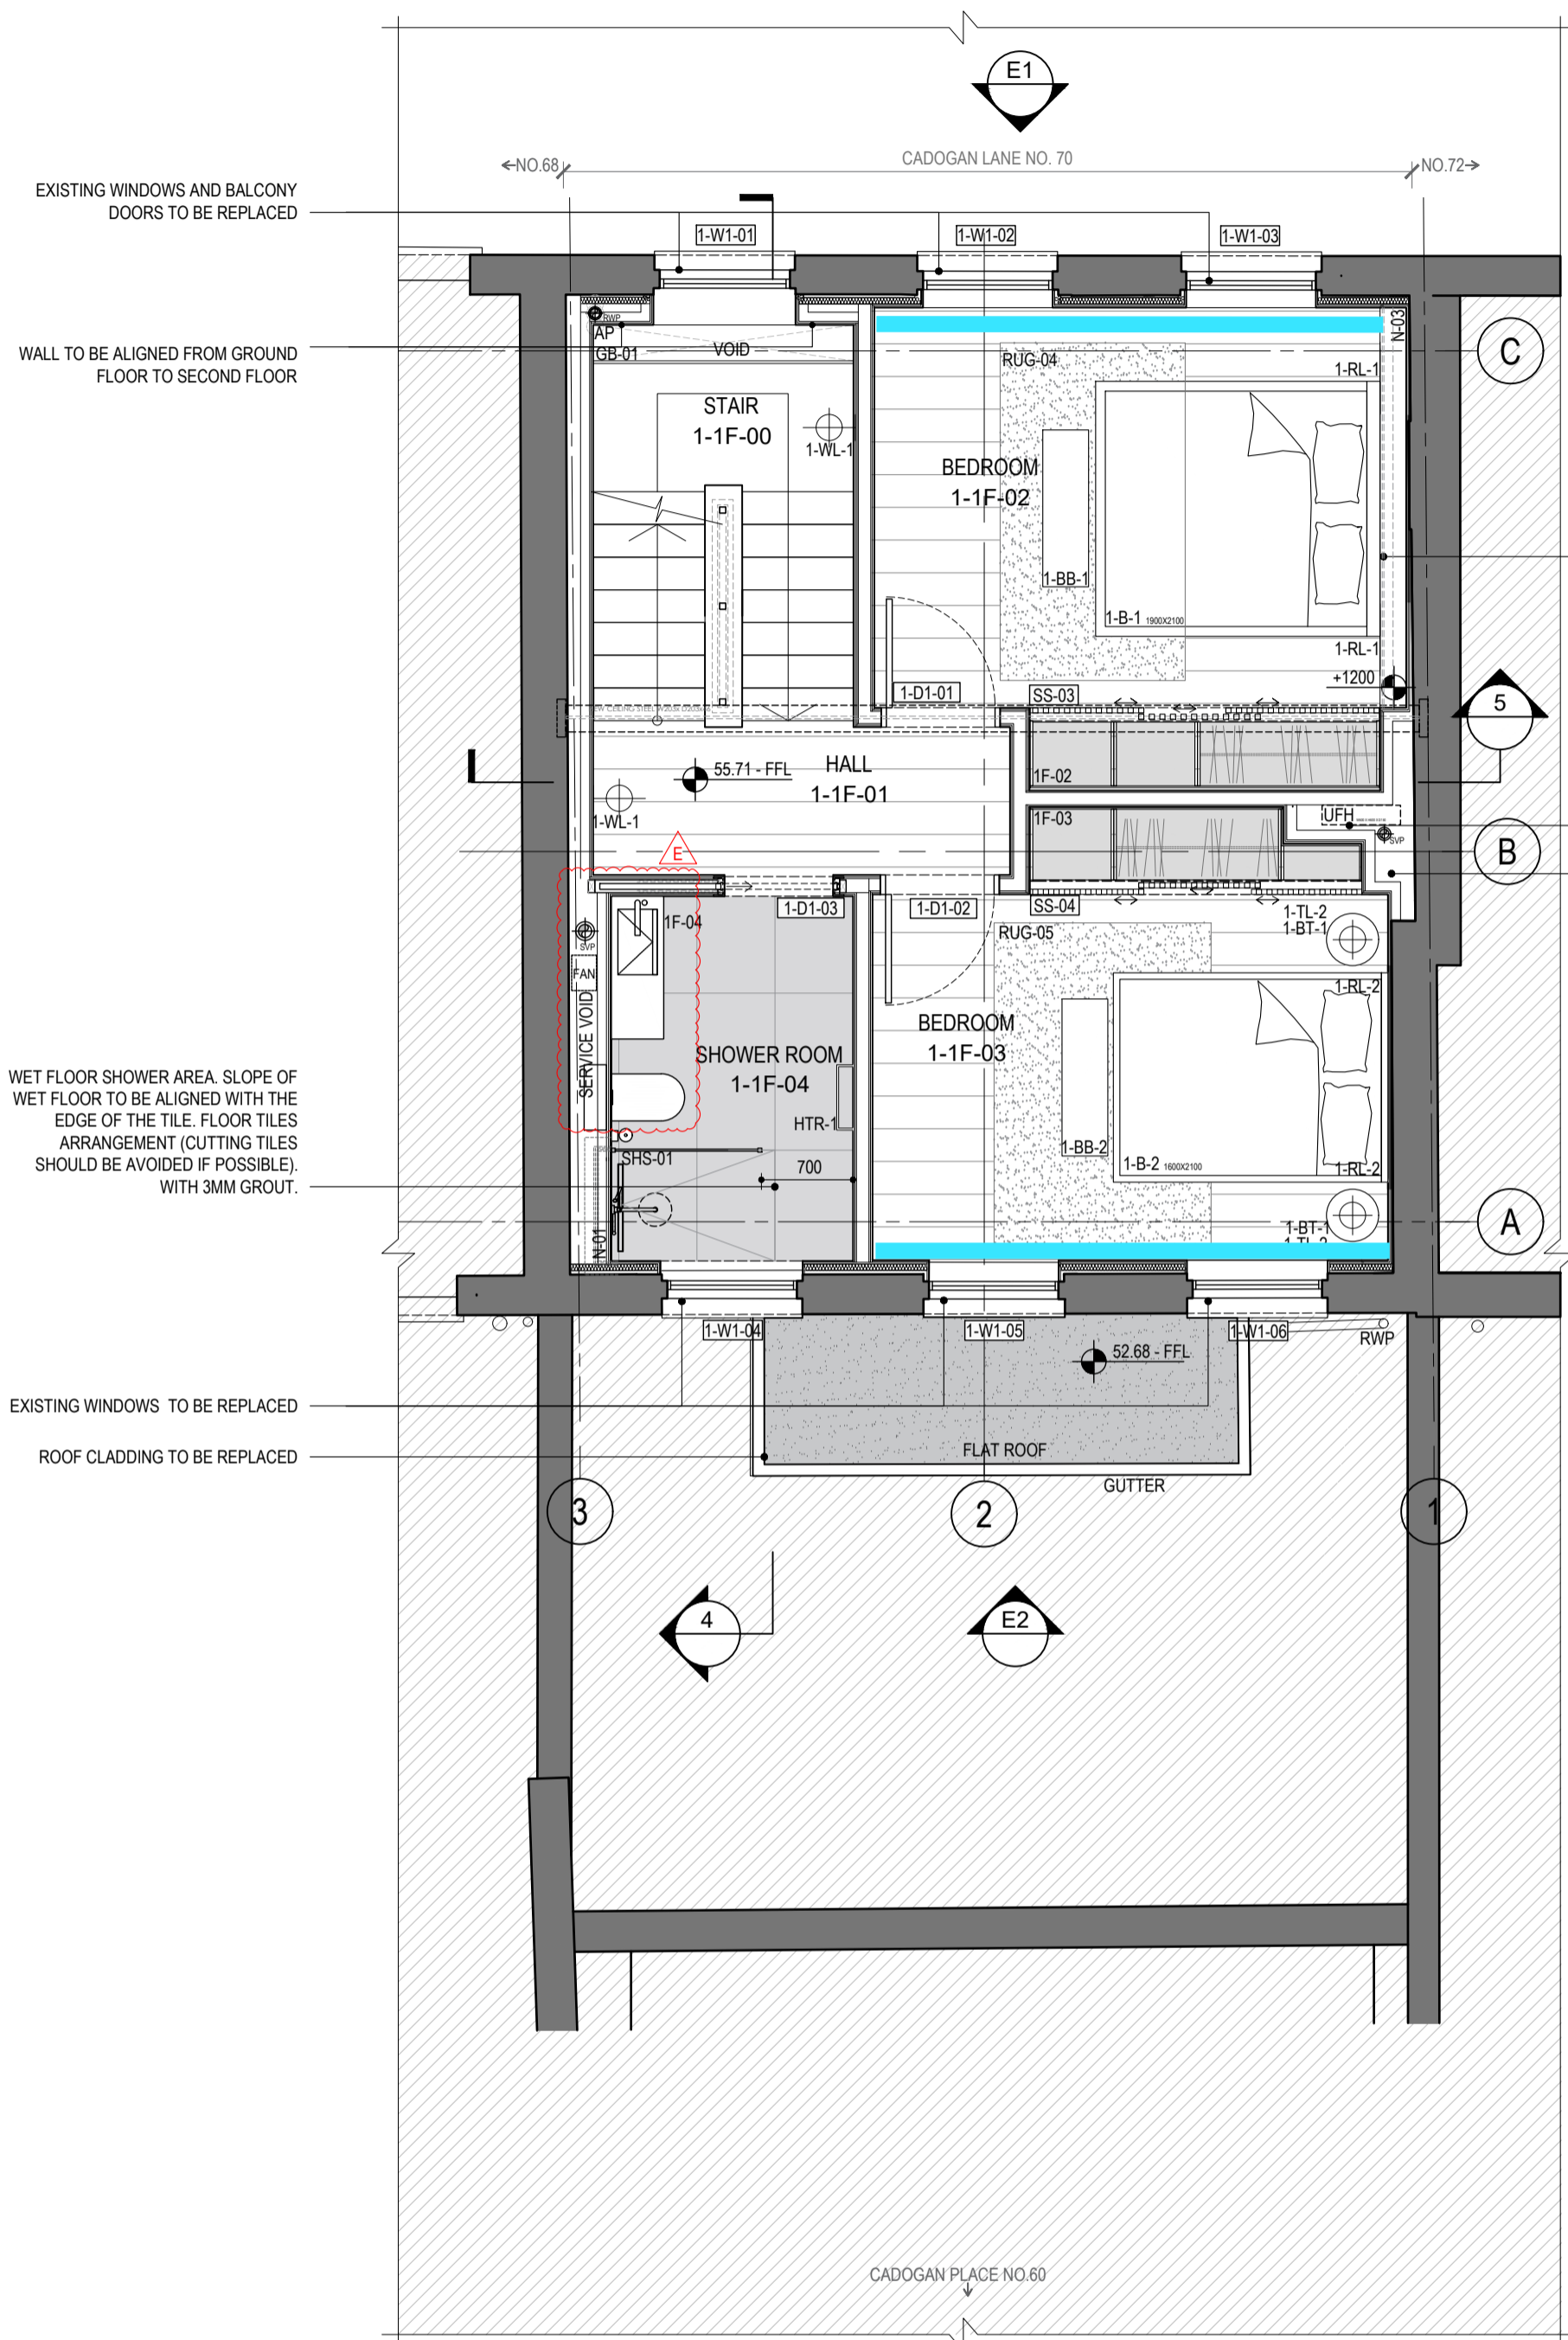 E1
←NO.68
CADOGAN LANE NO. 70
NO.72→
EXISTING WINDOWS AND BALCONY
DOORS TO BE REPLACED
1-W1-01
1-W1-02
1-W1-03
RWP
AP
GB-01
VOID
WALL TO BE ALIGNED FROM GROUND
FLOOR TO SECOND FLOOR
N-03
C
RUG-04
1-RL-1
STAIR
1-1F-00
1-WL-1
BEDROOM
1-1F-02
1-BB-1
1-B-1 1900X2100
1-RL-1
+1200
1-D1-01
SS-03
5
HALL
1-1F-01
55.71 - FFL
1F-02
1-WL-1
1F-03
UFH
SVP
E
B
1F-04
1-D1-03
1-D1-02
SS-04
1-TL-2
1-BT-1
SVP
RUG-05
FAN
1-RL-2
SERVICE VOID
BEDROOM
1-1F-03
SHOWER ROOM
1-1F-04
HTR-1
WET FLOOR SHOWER AREA. SLOPE OF
WET FLOOR TO BE ALIGNED WITH THE
EDGE OF THE TILE. FLOOR TILES
ARRANGEMENT (CUTTING TILES
SHOULD BE AVOIDED IF POSSIBLE).
WITH 3MM GROUT.
SHS-01
700
1-BB-2
1-B-2 1600X2100
1-RL-2
N-01
1-BT-1
A
1-W1-04
1-W1-05
1-W1-06
RWP
52.68 - FFL
EXISTING WINDOWS TO BE REPLACED
ROOF CLADDING TO BE REPLACED
FLAT ROOF
GUTTER
3
2
1
4
E2
CADOGAN PLACE NO.60
↓